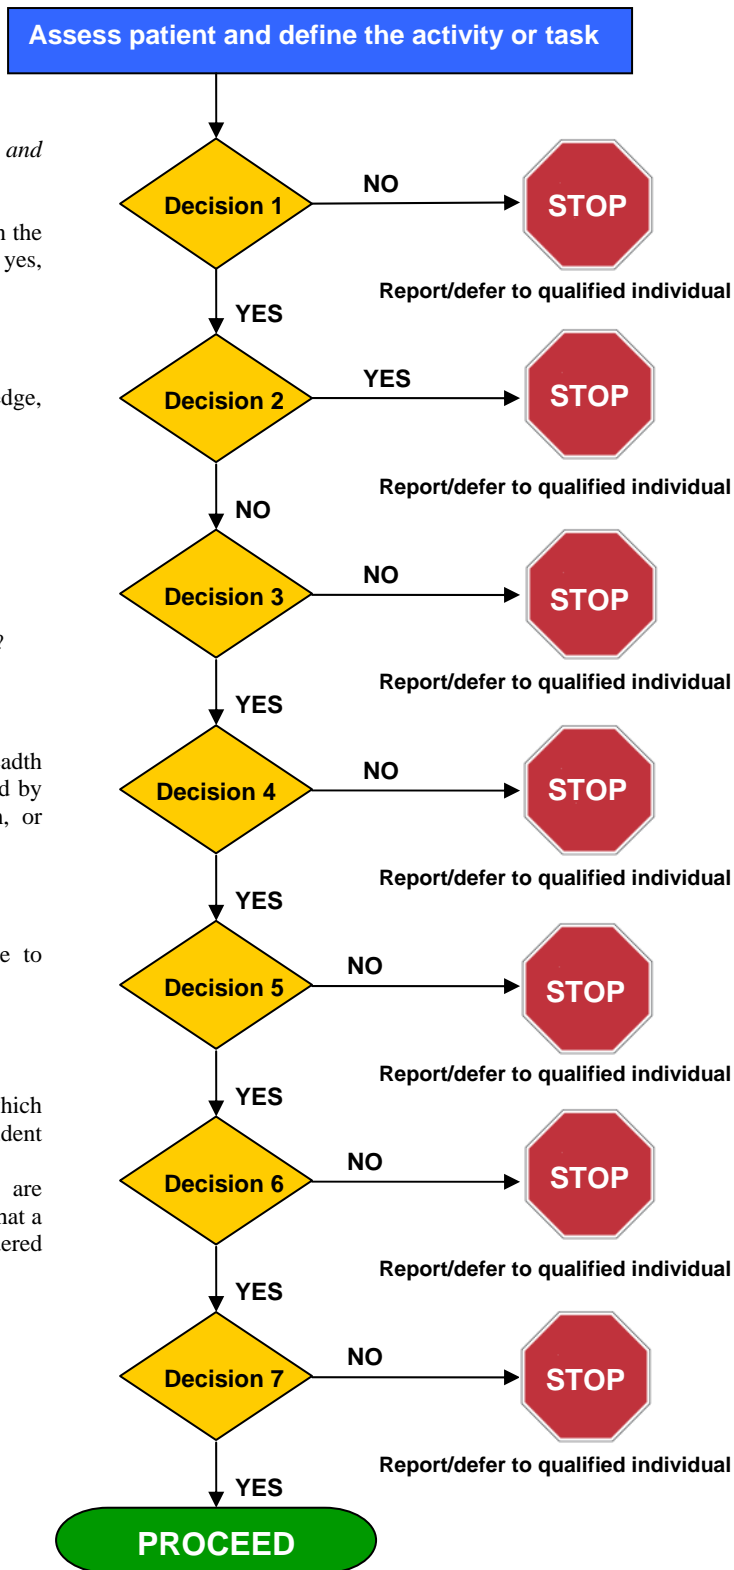 Assess patient and define the activity or task
and
Decision 1
NO
STOP
n the
yes,
Report/defer to qualified individual
YES
Decision 2
YES
STOP
edge,
Report/defer to qualified individual
NO
Decision 3
NO
STOP
?
Report/defer to qualified individual
YES
adth
d by
n, or
Decision 4
NO
STOP
Report/defer to qualified individual
YES
e to
Decision 5
NO
STOP
Report/defer to qualified individual
YES
hich
dent
are
hat a
ered
Decision 6
NO
STOP
Report/defer to qualified individual
YES
Decision 7
NO
STOP
Report/defer to qualified individual
YES
PROCEED